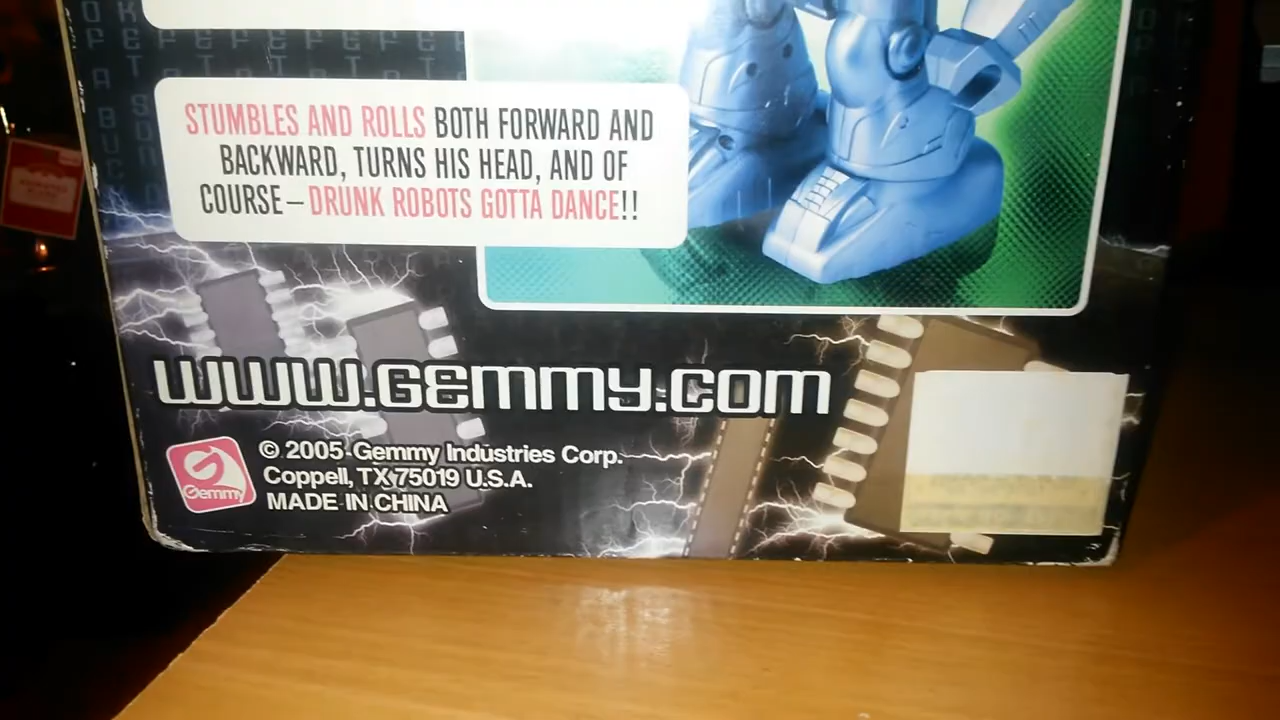 STUMBLES AND ROLLS BOTH FORWARD AND
BACKWARD, TURNS HIS HEAD, AND OF
COURSE—DRUNK ROBOTS GOTTA DANCE!!
WWW.GEMMY.COM
Gemmy
© 2005 Gemmy Industries Corp.
Coppell, TX 75019 U.S.A.
MADE IN CHINA